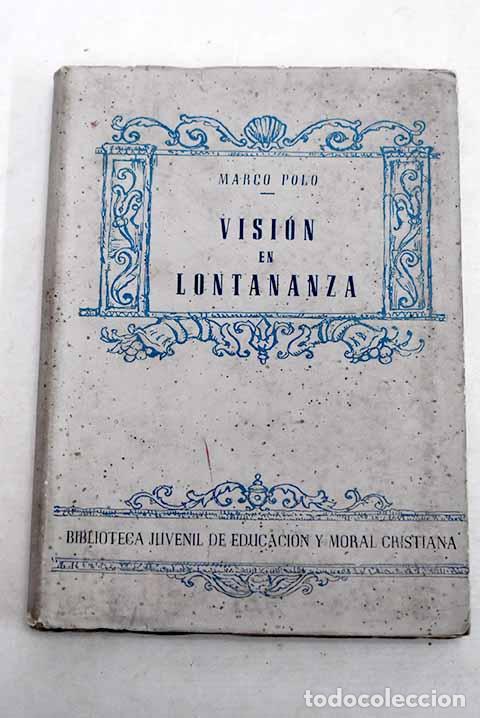 MARCO POLO
VISIÓN
EN
LONTANANZA
BIBLIOTECA JUVENIL DE EDUCACIÓN Y MORAL CRISTIANA
todocoleccion